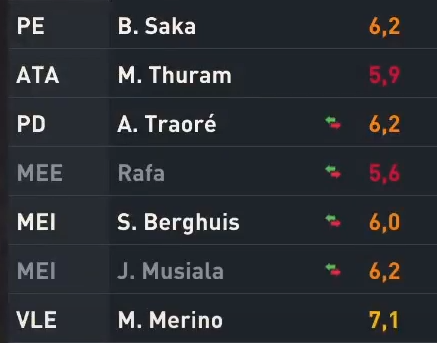 PE B. Saka 6,2
ATA M. Thuram 5,9
PD A. Traoré 6,2
MEE Rafa 5,6
MEI S. Berghuis 6,0
MEI J. Musiala 6,2
VLE M. Merino 7,1